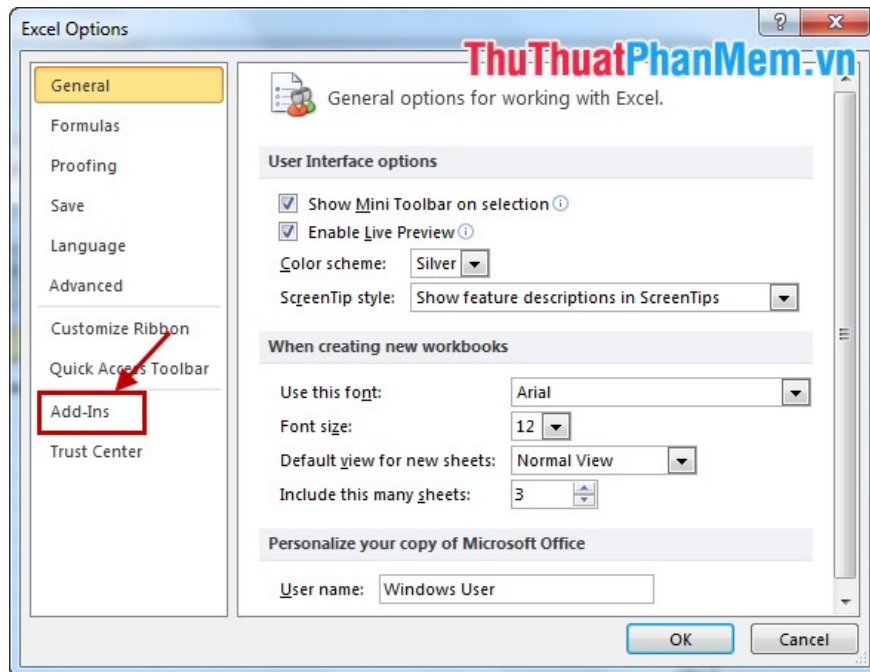 Excel Options
ThuThuatPhanMem.vn
General
Formulas
Proofing
Save
Language
Advanced
Customize Ribbon
Quick Access Toolbar
Add-Ins
Trust Center
General options for working with Excel.
User Interface options
Show Mini Toolbar on selection
Enable Live Preview
Color scheme: Silver
ScreenTip style: Show feature descriptions in ScreenTips
When creating new workbooks
Use this font: Arial
Font size: 12
Default view for new sheets: Normal View
Include this many sheets: 3
Personalize your copy of Microsoft Office
User name: Windows User
OK Cancel